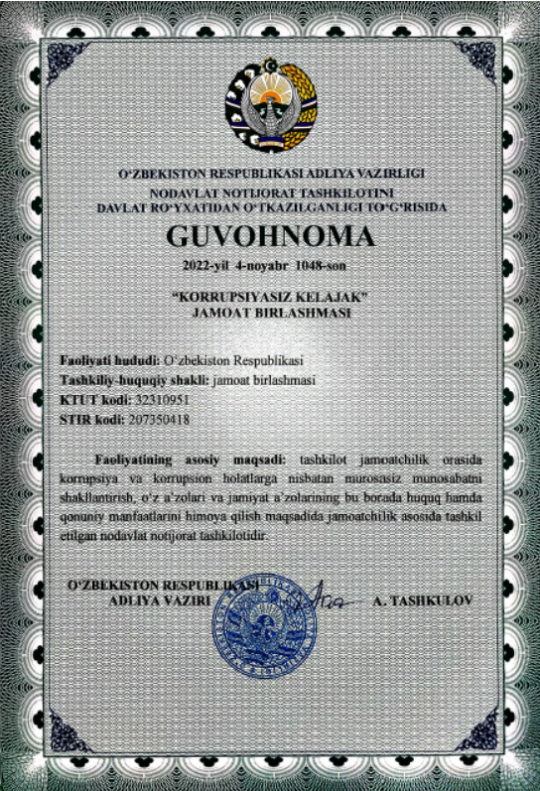 O‘ZBEKISTON RESPUBLIKASI ADLIYA VAZIRLIGI
NODAVLAT NOTIJORAT TASHKILOTINI
DAVLAT RO‘YXATIDAN O‘TKAZILGANLIGI TO‘G‘RISIDA
GUVOHNOMA
2022-yil 4-noyabr 1048-son
“KORRUPSIYASIZ KELAJAK”
JAMOAT BIRLASHMASI
Faoliyati hududi: O‘zbekiston Respublikasi
Tashkiliy-huquqiy shakli: jamoat birlashmasi
KTUT kodi: 32310951
STIR kodi: 207350418
Faoliyatining asosiy maqsadi: tashkilot jamoatchilik orasida
korrupsiya va korrupsion holatlarga nisbatan murosasiz munosabatni
shakllantirish, o‘z a’zolari va jamiyat a’zolarining bu borada huquq hamda
qonuniy manfaatlarini himoya qilish maqsadida jamoatchilik asosida tashkil
etilgan nodavlat notijorat tashkilotidir.
O‘ZBEKISTON RESPUBLIKASI
ADLIYA VAZIRI A. TASHKULOV